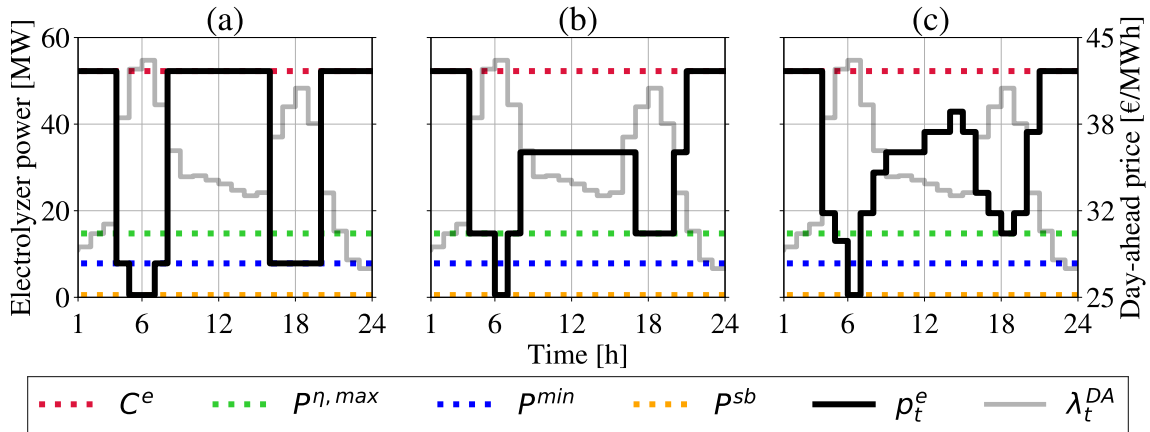 (a) (b) (c)
Electrolyzer power [MW]
60
40
20
0
1 6 12 18 24
1 6 12 18 24
1 6 12 18 24
45
38
32
25
Day-ahead price [€/MWh]
Time [h]
C^e P^{η,max} P^{min} P^{sb} p_t^e λ_t^{DA}